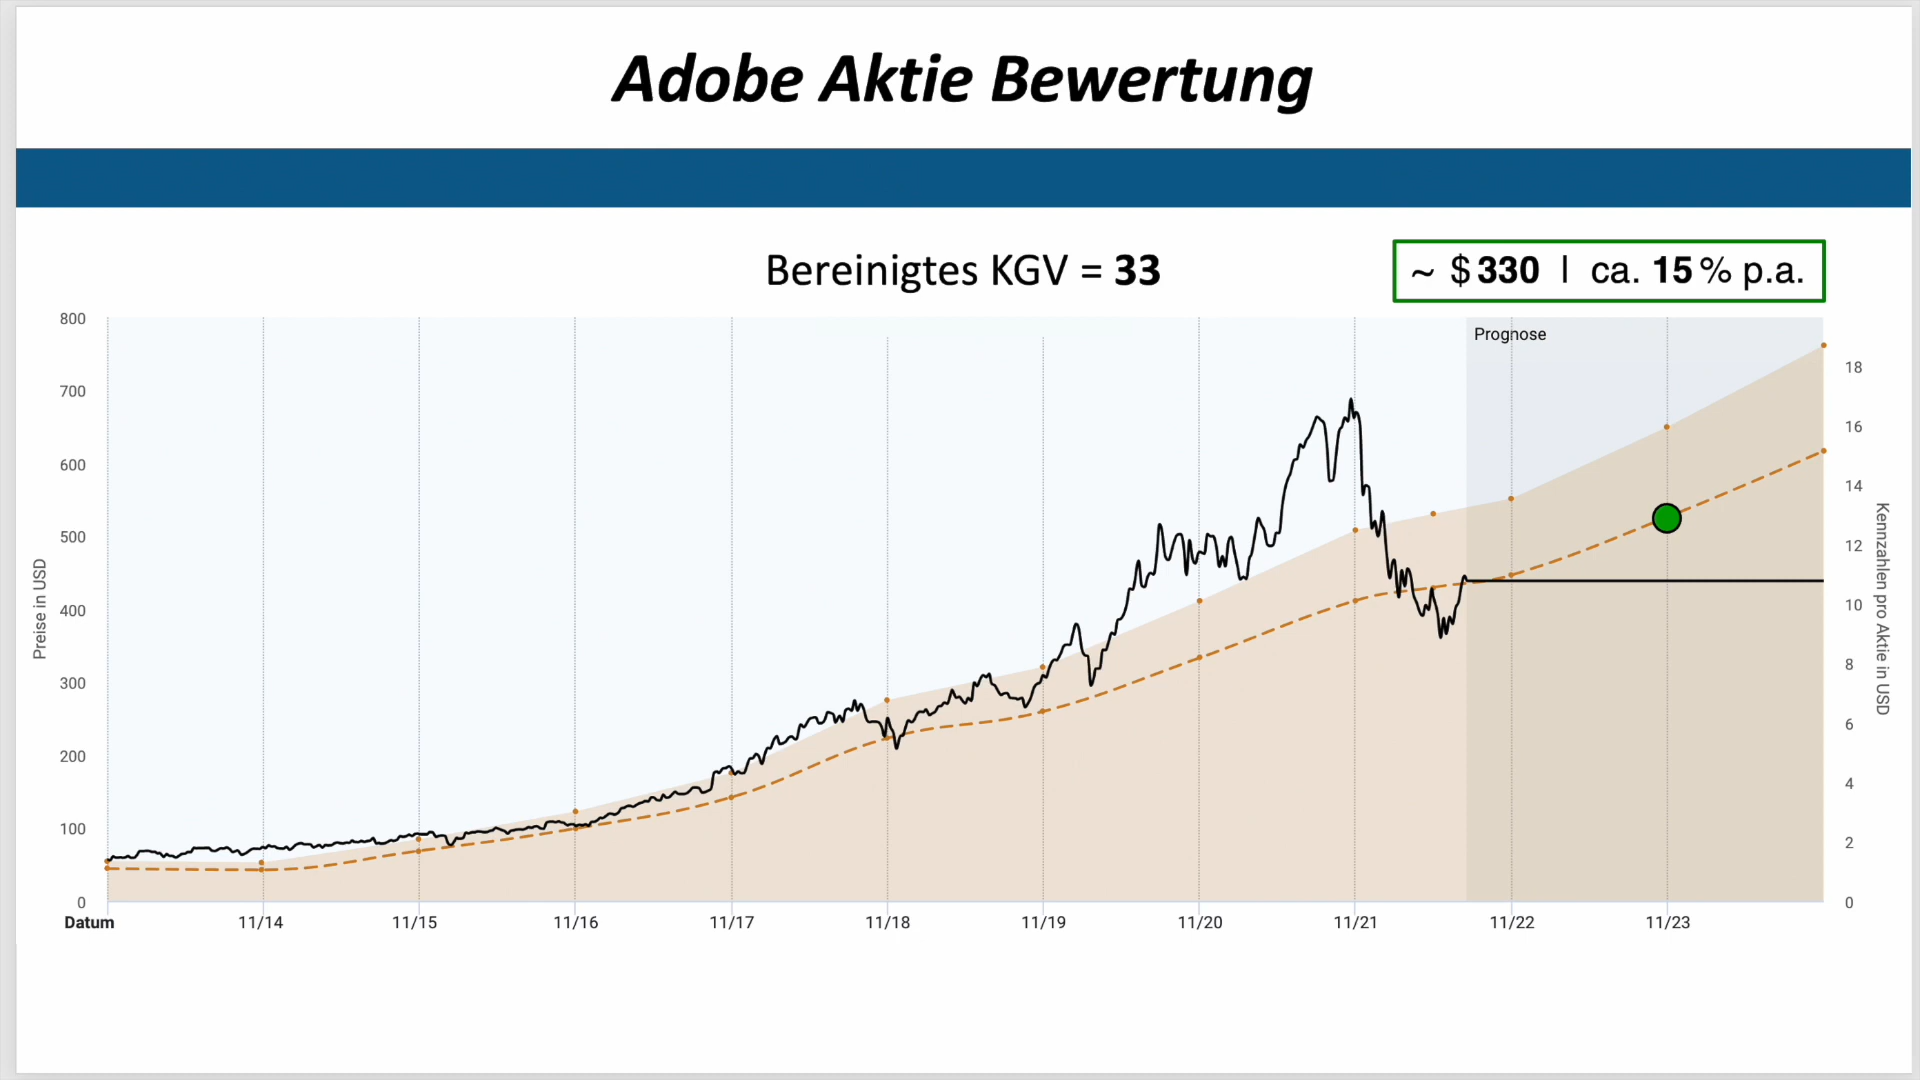 Adobe Aktie Bewertung
Bereinigtes KGV = 33
~ $330 | ca. 15% p.a.
Prognose
800
700
600
500
400
300
200
100
0
Preise in USD
18
16
14
12
10
8
6
4
2
0
Kennzahlen pro Aktie in USD
Datum 11/14 11/15 11/16 11/17 11/18 11/19 11/20 11/21 11/22 11/23